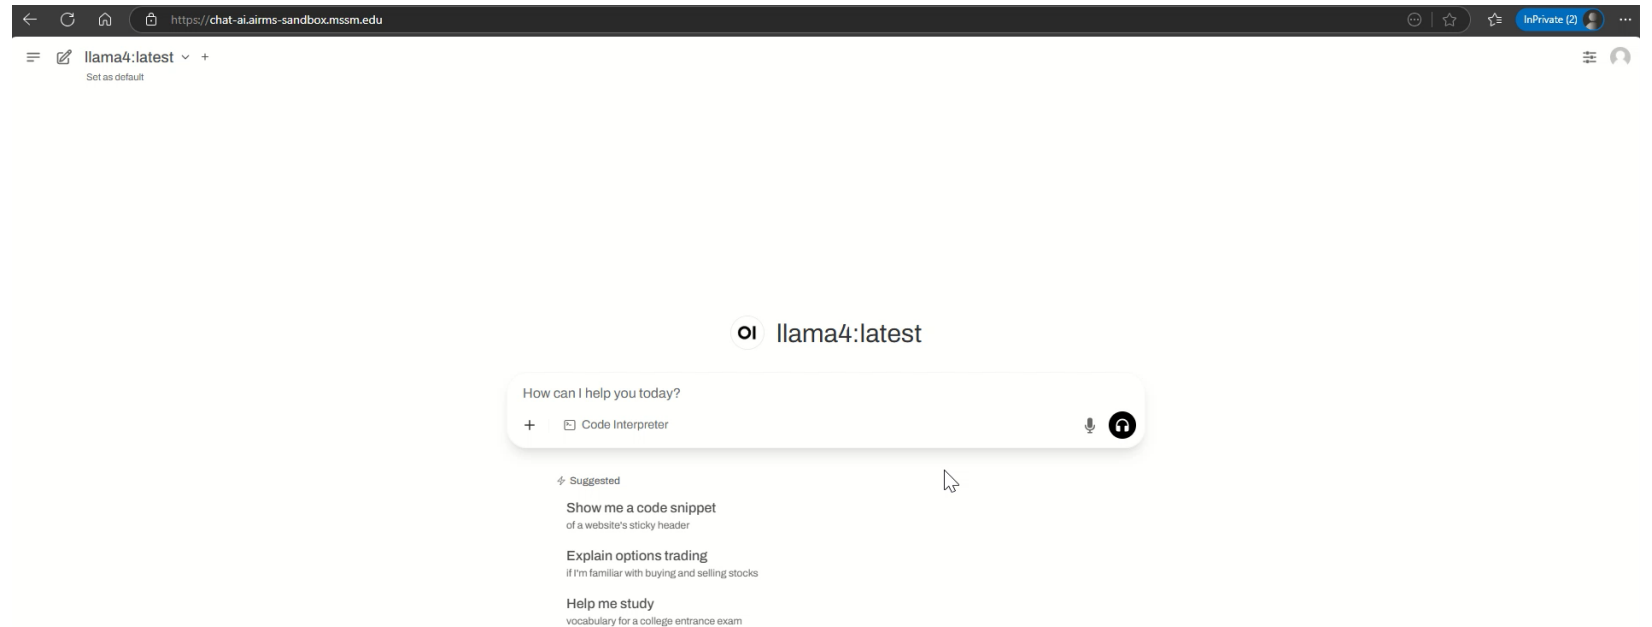 https://chat-ai.airms-sandbox.mssm.edu
InPrivate (2)
llama4:latest
Set as default
OI llama4:latest
How can I help you today?
Code Interpreter
Suggested
Show me a code snippet
of a website's sticky header
Explain options trading
if I'm familiar with buying and selling stocks
Help me study
vocabulary for a college entrance exam